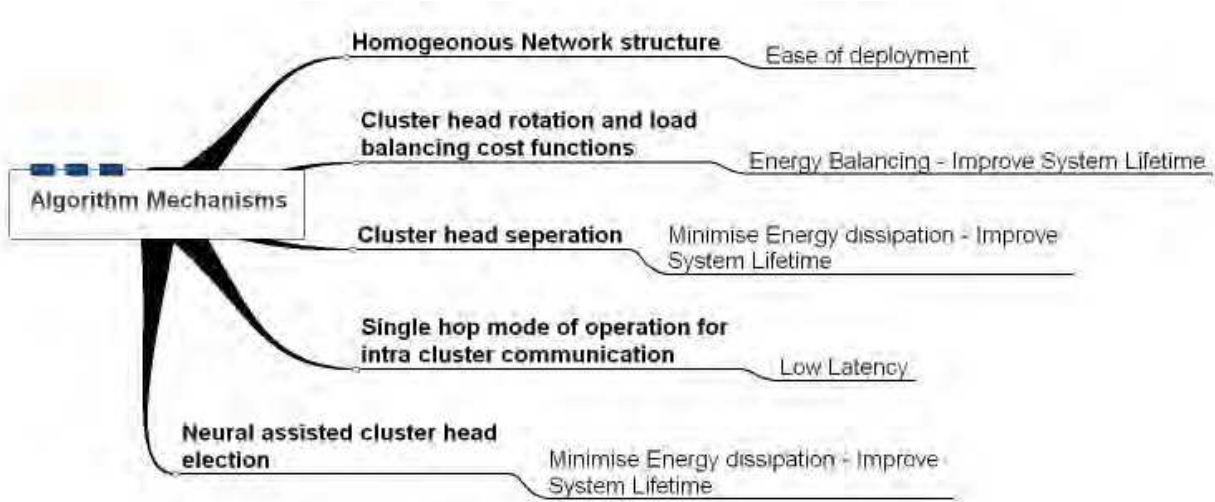 Homogeonous Network structure
Ease of deployment
Cluster head rotation and load
balancing cost functions
Energy Balancing - Improve System Lifetime
Algorithm Mechanisms
Cluster head seperation
Minimise Energy dissipation - Improve
System Lifetime
Single hop mode of operation for
intra cluster communication
Low Latency
Neural assisted cluster head
election
Minimise Energy dissipation - Improve
System Lifetime